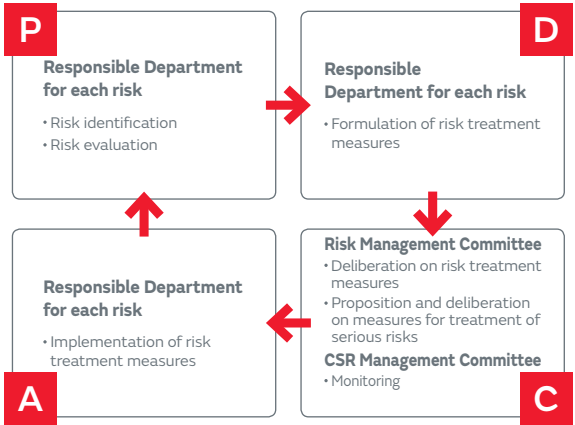 P
Responsible Department
for each risk
• Risk identification
• Risk evaluation
D
Responsible
Department for each risk
• Formulation of risk treatment
measures
Risk Management Committee
• Deliberation on risk treatment
measures
• Proposition and deliberation
on measures for treatment of
serious risks
CSR Management Committee
• Monitoring
C
Responsible Department
for each risk
• Implementation of risk
treatment measures
A